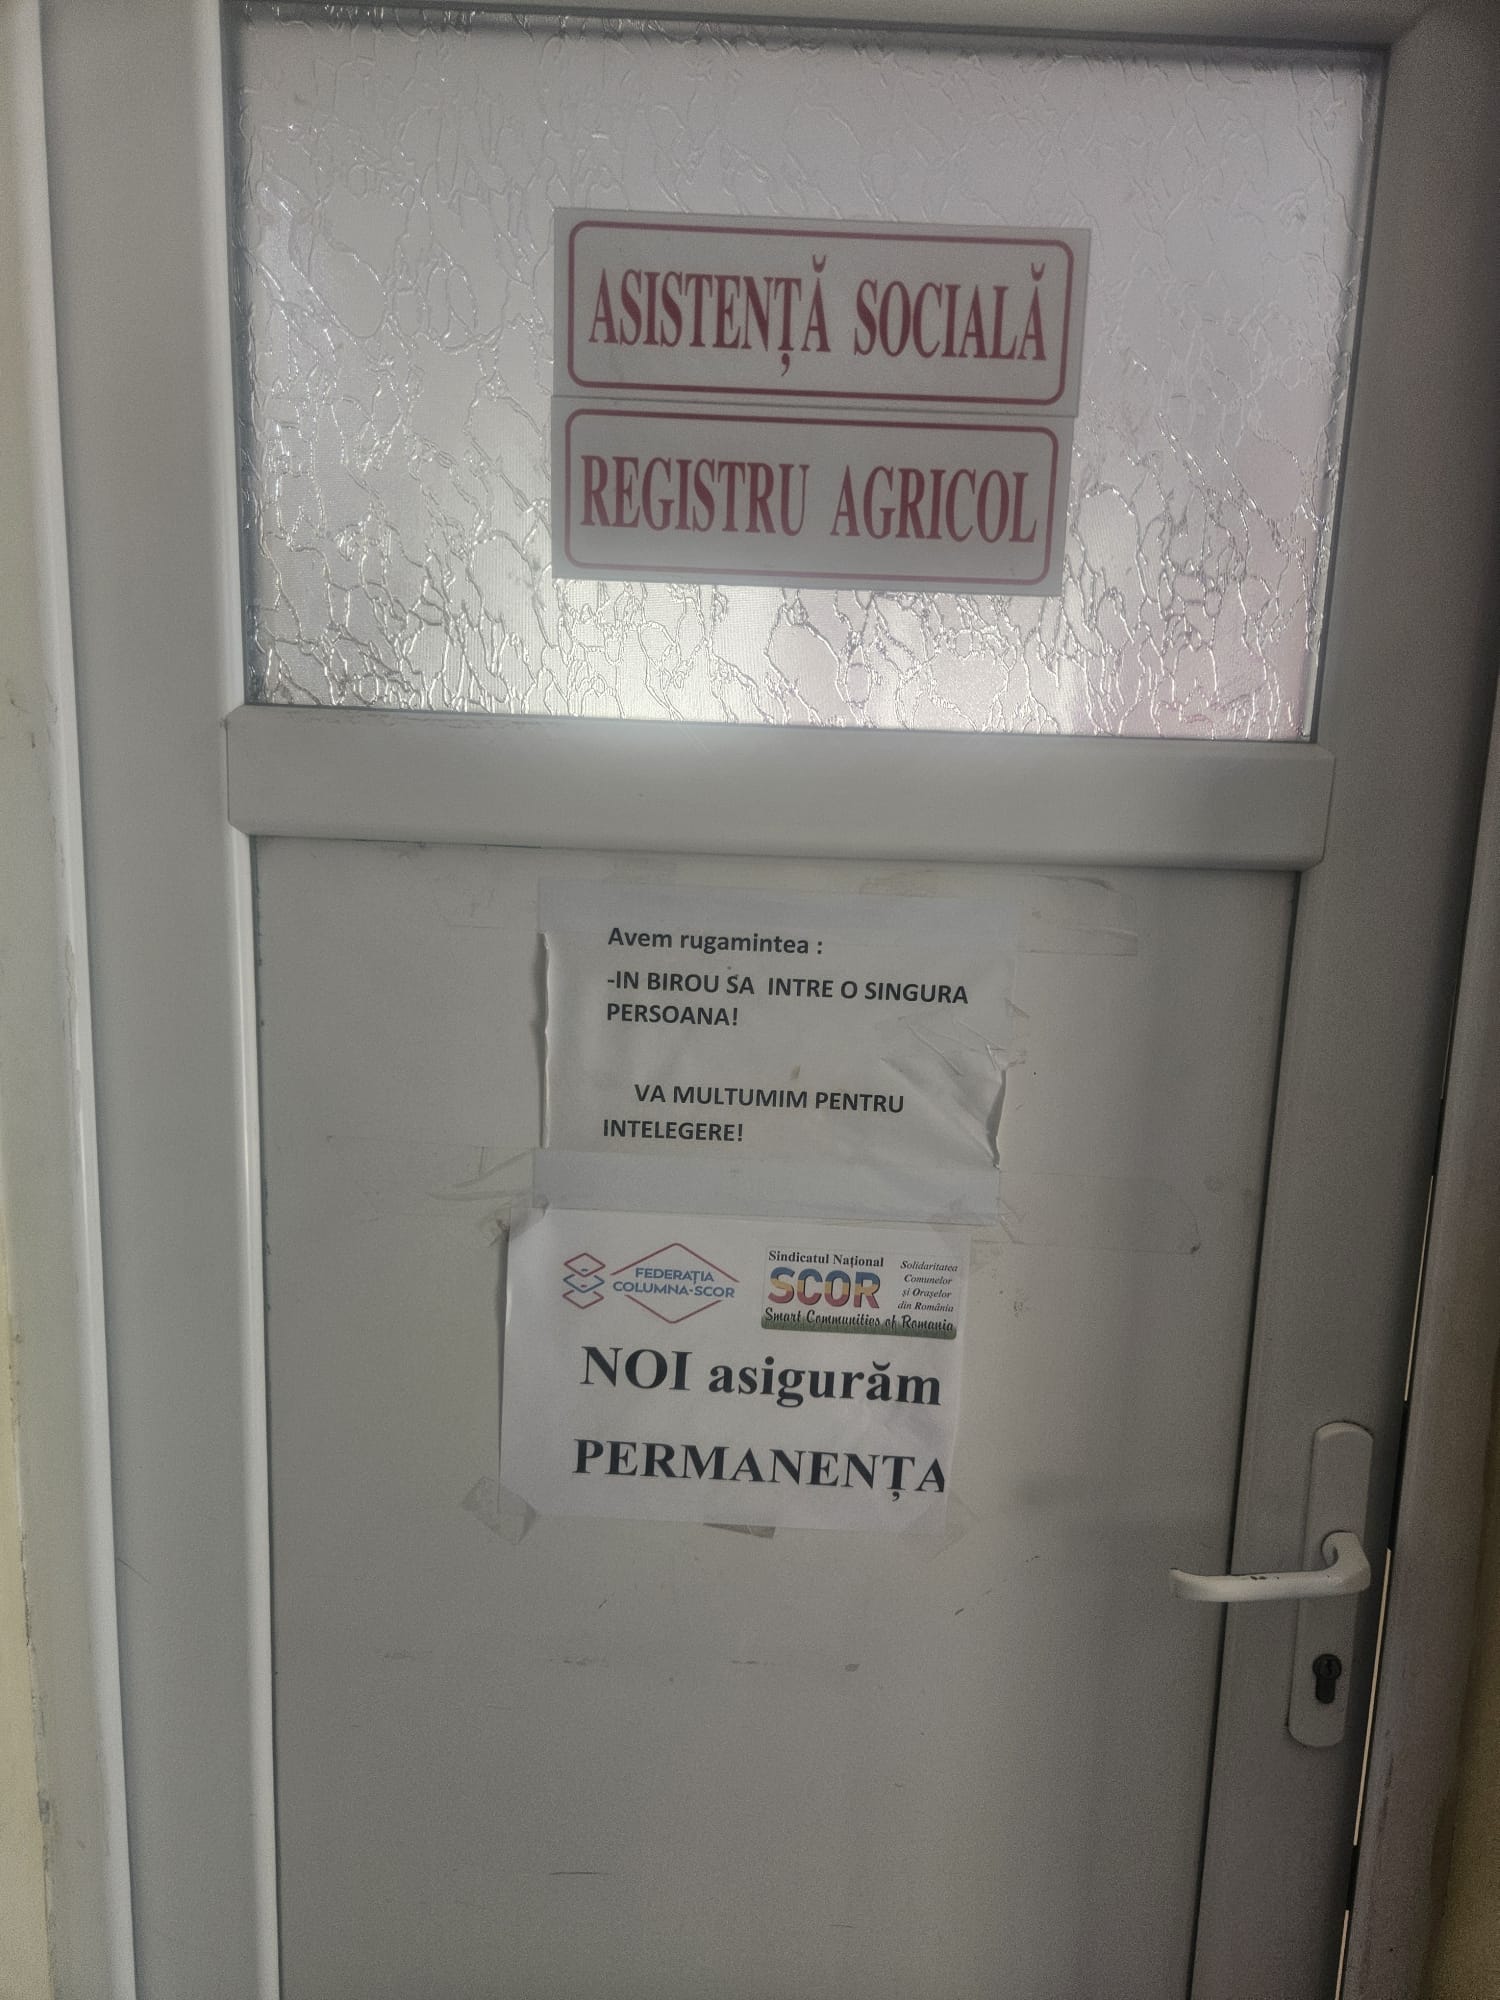 ASISTENȚĂ SOCIALĂ
REGISTRU AGRICOL
Avem rugamintea :
-IN BIROU SA INTRE O SINGURA
PERSOANA!
VA MULTUMIM PENTRU
INTELEGERE!
FEDERAȚIA
COLUMNA-SCOR
Sindicatul Național
SCOR
Smart Communities of Romania
Solidaritatea
Comunelor
și Orașelor
din România
NOI asigurăm
PERMANENȚA